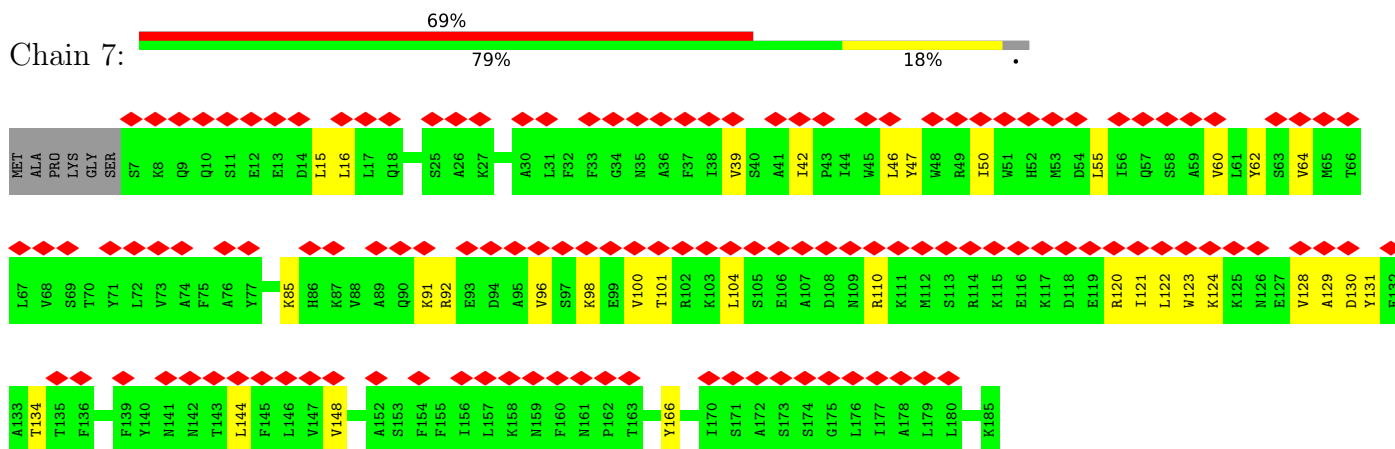 69%
Chain 7:
79% 18% •
MET ALA PRO LYS GLY SER S7 K8 Q9 Q10 S11 E12 E13 D14 L15 L16 L17 Q18 S25 A26 K27 A30 L31 F32 F33 G34 N35 A36 F37 I38 V39 S40 A41 I42 P43 I44 W45 L46 Y47 W48 R49 I50 W51 H52 M53 D54 L55 I56 Q57 S58 A59 V60 L61 Y62 S63 V64 M65 T66
L67 V68 S69 T70 Y71 L72 V73 A74 F75 A76 Y77 K85 H86 K87 V88 A89 Q90 K91 R92 E93 D94 A95 V96 S97 K98 E99 V100 T101 R102 K103 L104 S105 E106 A107 D108 N109 R110 K111 M112 S113 R114 K115 E116 K117 D118 E119 R120 I121 L122 W123 K124 K125 N126 E127 V128 A129 D130 Y131 E132
A133 T134 T135 F136 F139 Y140 N141 N142 T143 L144 F145 L146 V147 V148 A152 S153 F154 F155 I156 L157 K158 N159 F160 N161 P162 T163 Y166 I170 S171 A172 S173 S174 G175 L176 I177 A178 L179 L180 K185